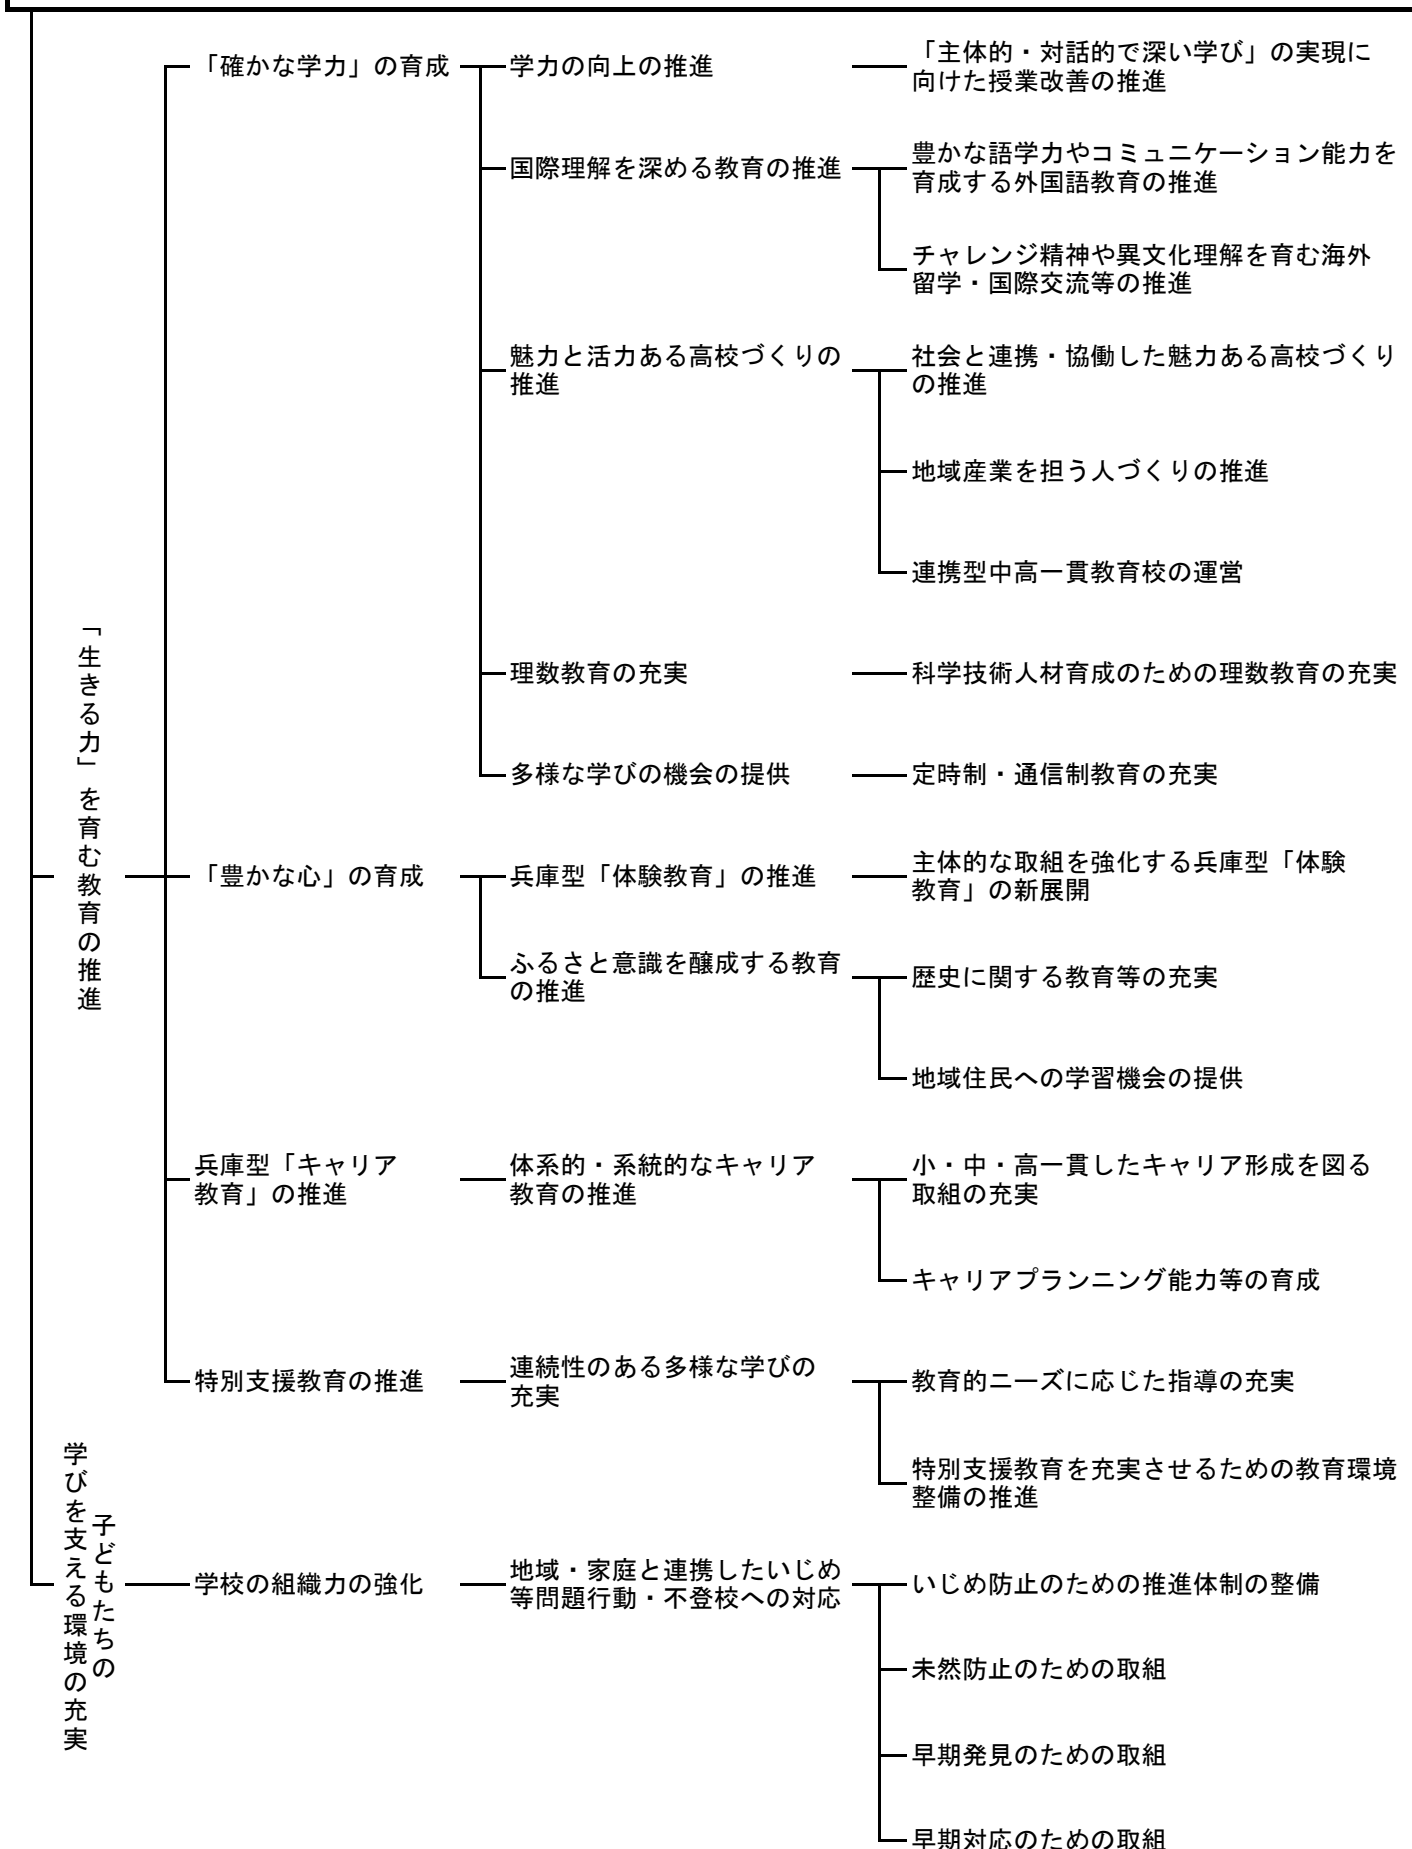 「生きる力」を育む教育の推進
「確かな学力」の育成
学力の向上の推進
「主体的・対話的で深い学び」の実現に
向けた授業改善の推進
国際理解を深める教育の推進
豊かな語学力やコミュニケーション能力を
育成する外国語教育の推進
チャレンジ精神や異文化理解を育む海外
留学・国際交流等の推進
魅力と活力ある高校づくりの
推進
社会と連携・協働した魅力ある高校づくり
の推進
地域産業を担う人づくりの推進
連携型中高一貫教育校の運営
理数教育の充実
科学技術人材育成のための理数教育の充実
多様な学びの機会の提供
定時制・通信制教育の充実
「豊かな心」の育成
兵庫型「体験教育」の推進
主体的な取組を強化する兵庫型「体験
教育」の新展開
ふるさと意識を醸成する教育
の推進
歴史に関する教育等の充実
地域住民への学習機会の提供
兵庫型「キャリア
教育」の推進
体系的・系統的なキャリア
教育の推進
小・中・高一貫したキャリア形成を図る
取組の充実
キャリアプランニング能力等の育成
特別支援教育の推進
連続性のある多様な学びの
充実
教育的ニーズに応じた指導の充実
特別支援教育を充実させるための教育環境
整備の推進
子どもたちの
学びを支える環境の充実
学校の組織力の強化
地域・家庭と連携したいじめ
等問題行動・不登校への対応
いじめ防止のための推進体制の整備
未然防止のための取組
早期発見のための取組
早期対応のための取組